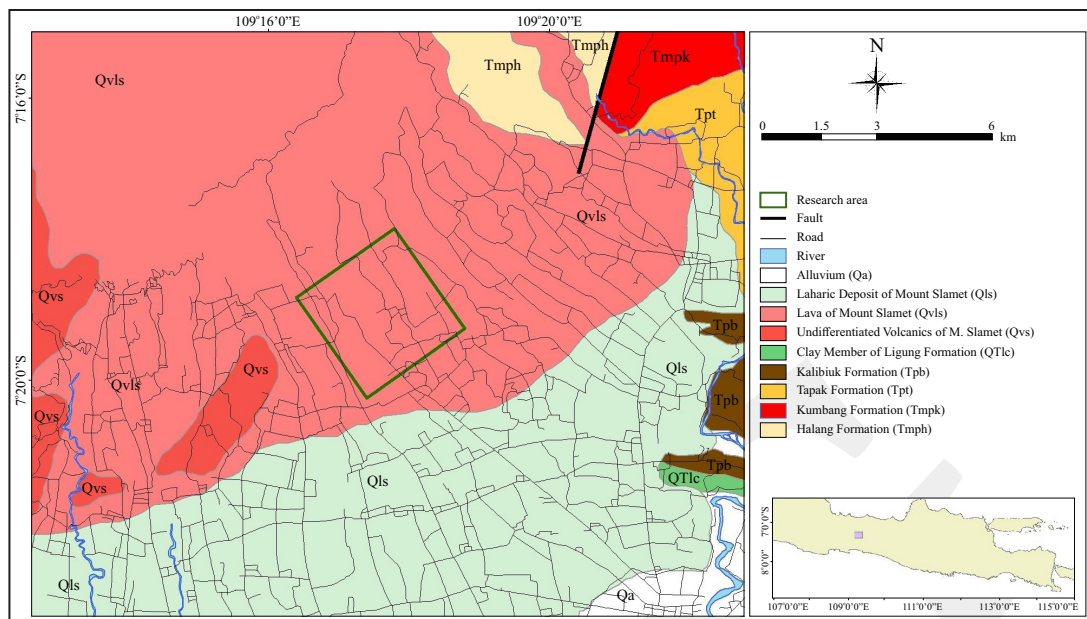 109°16’0”E
109°20’0”E
7°16’0”S
7°20’0”S
Qvls
Tmph
Tmph
Tmpk
Tpt
Qvls
Qvs
Qvls
Qvs
Qvs
Qvs
Qls
Tpb
Tpb
Tpb
QTlc
Qls
Qls
Qa
N
0 1.5 3 6
km
Research area
Fault
Road
River
Alluvium (Qa)
Laharic Deposit of Mount Slamet (Qls)
Lava of Mount Slamet (Qvls)
Undifferentiated Volcanics of M. Slamet (Qvs)
Clay Member of Ligung Formation (QTlc)
Kalibiuk Formation (Tpb)
Tapak Formation (Tpt)
Kumbang Formation (Tmpk)
Halang Formation (Tmph)
7°0’0”S
8°0’0”S
107°0’0”E 109°0’0”E 111°0’0”E 113°0’0”E 115°0’0”E